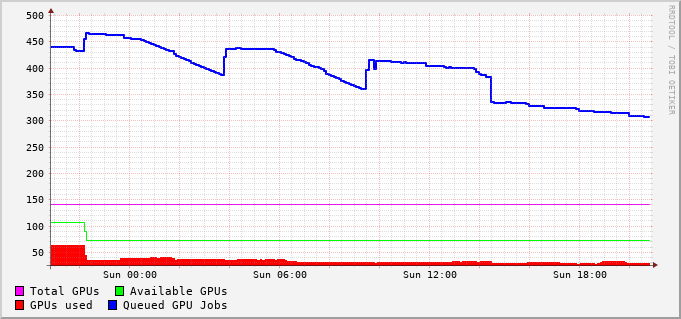 500
450
400
350
300
250
200
150
100
50
Sun 00:00 Sun 06:00 Sun 12:00 Sun 18:00
Total GPUs Available GPUs
GPUs used Queued GPU Jobs
RRDTOOL / TOBI OETIKER